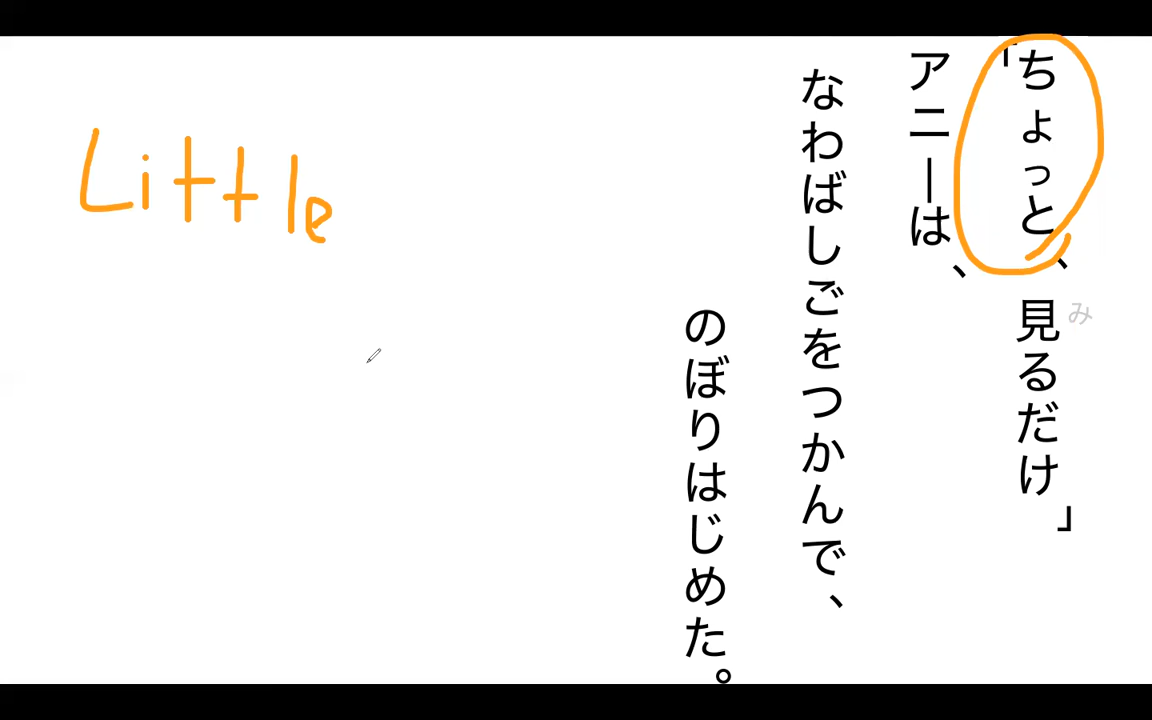 「ちょっと、見るだけ」
み
アニーは、
なわばしごをつかんで、
のぼりはじめた。
Little